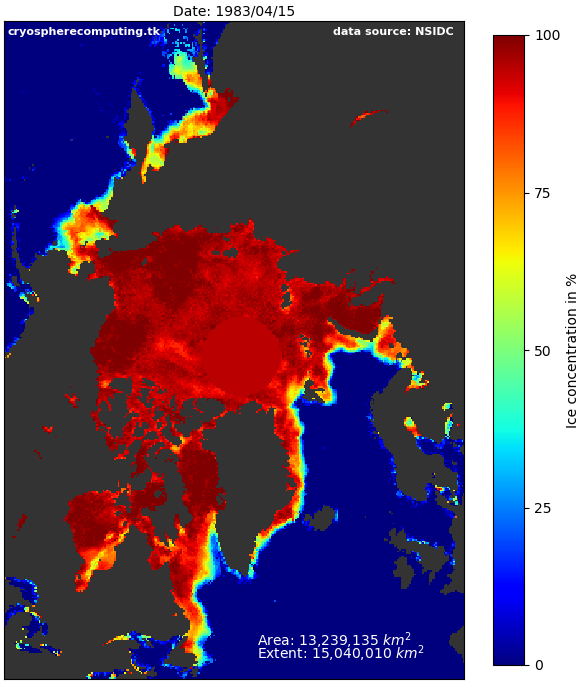 Date: 1983/04/15
cryospherecomputing.tk
data source: NSIDC
100
75
50
25
0
Ice concentration in %
Area: 13,239,135 km²
Extent: 15,040,010 km²